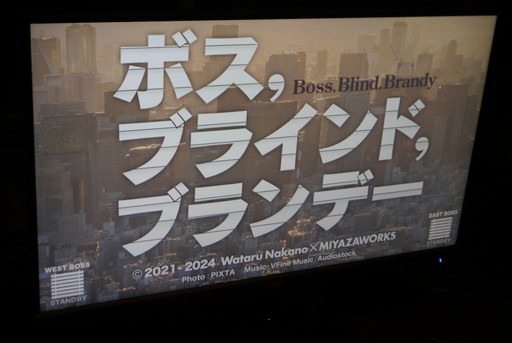 ボス,
Boss, Blind, Brandy
ブラインド,
ブランデー
© 2021-2024 Wataru Nakano×MIYAZAWORKS
Photo : PIXTA Music: VFine Music / Audiostock
WEST BOSS
STANDBY
EAST BOSS
STANDBY